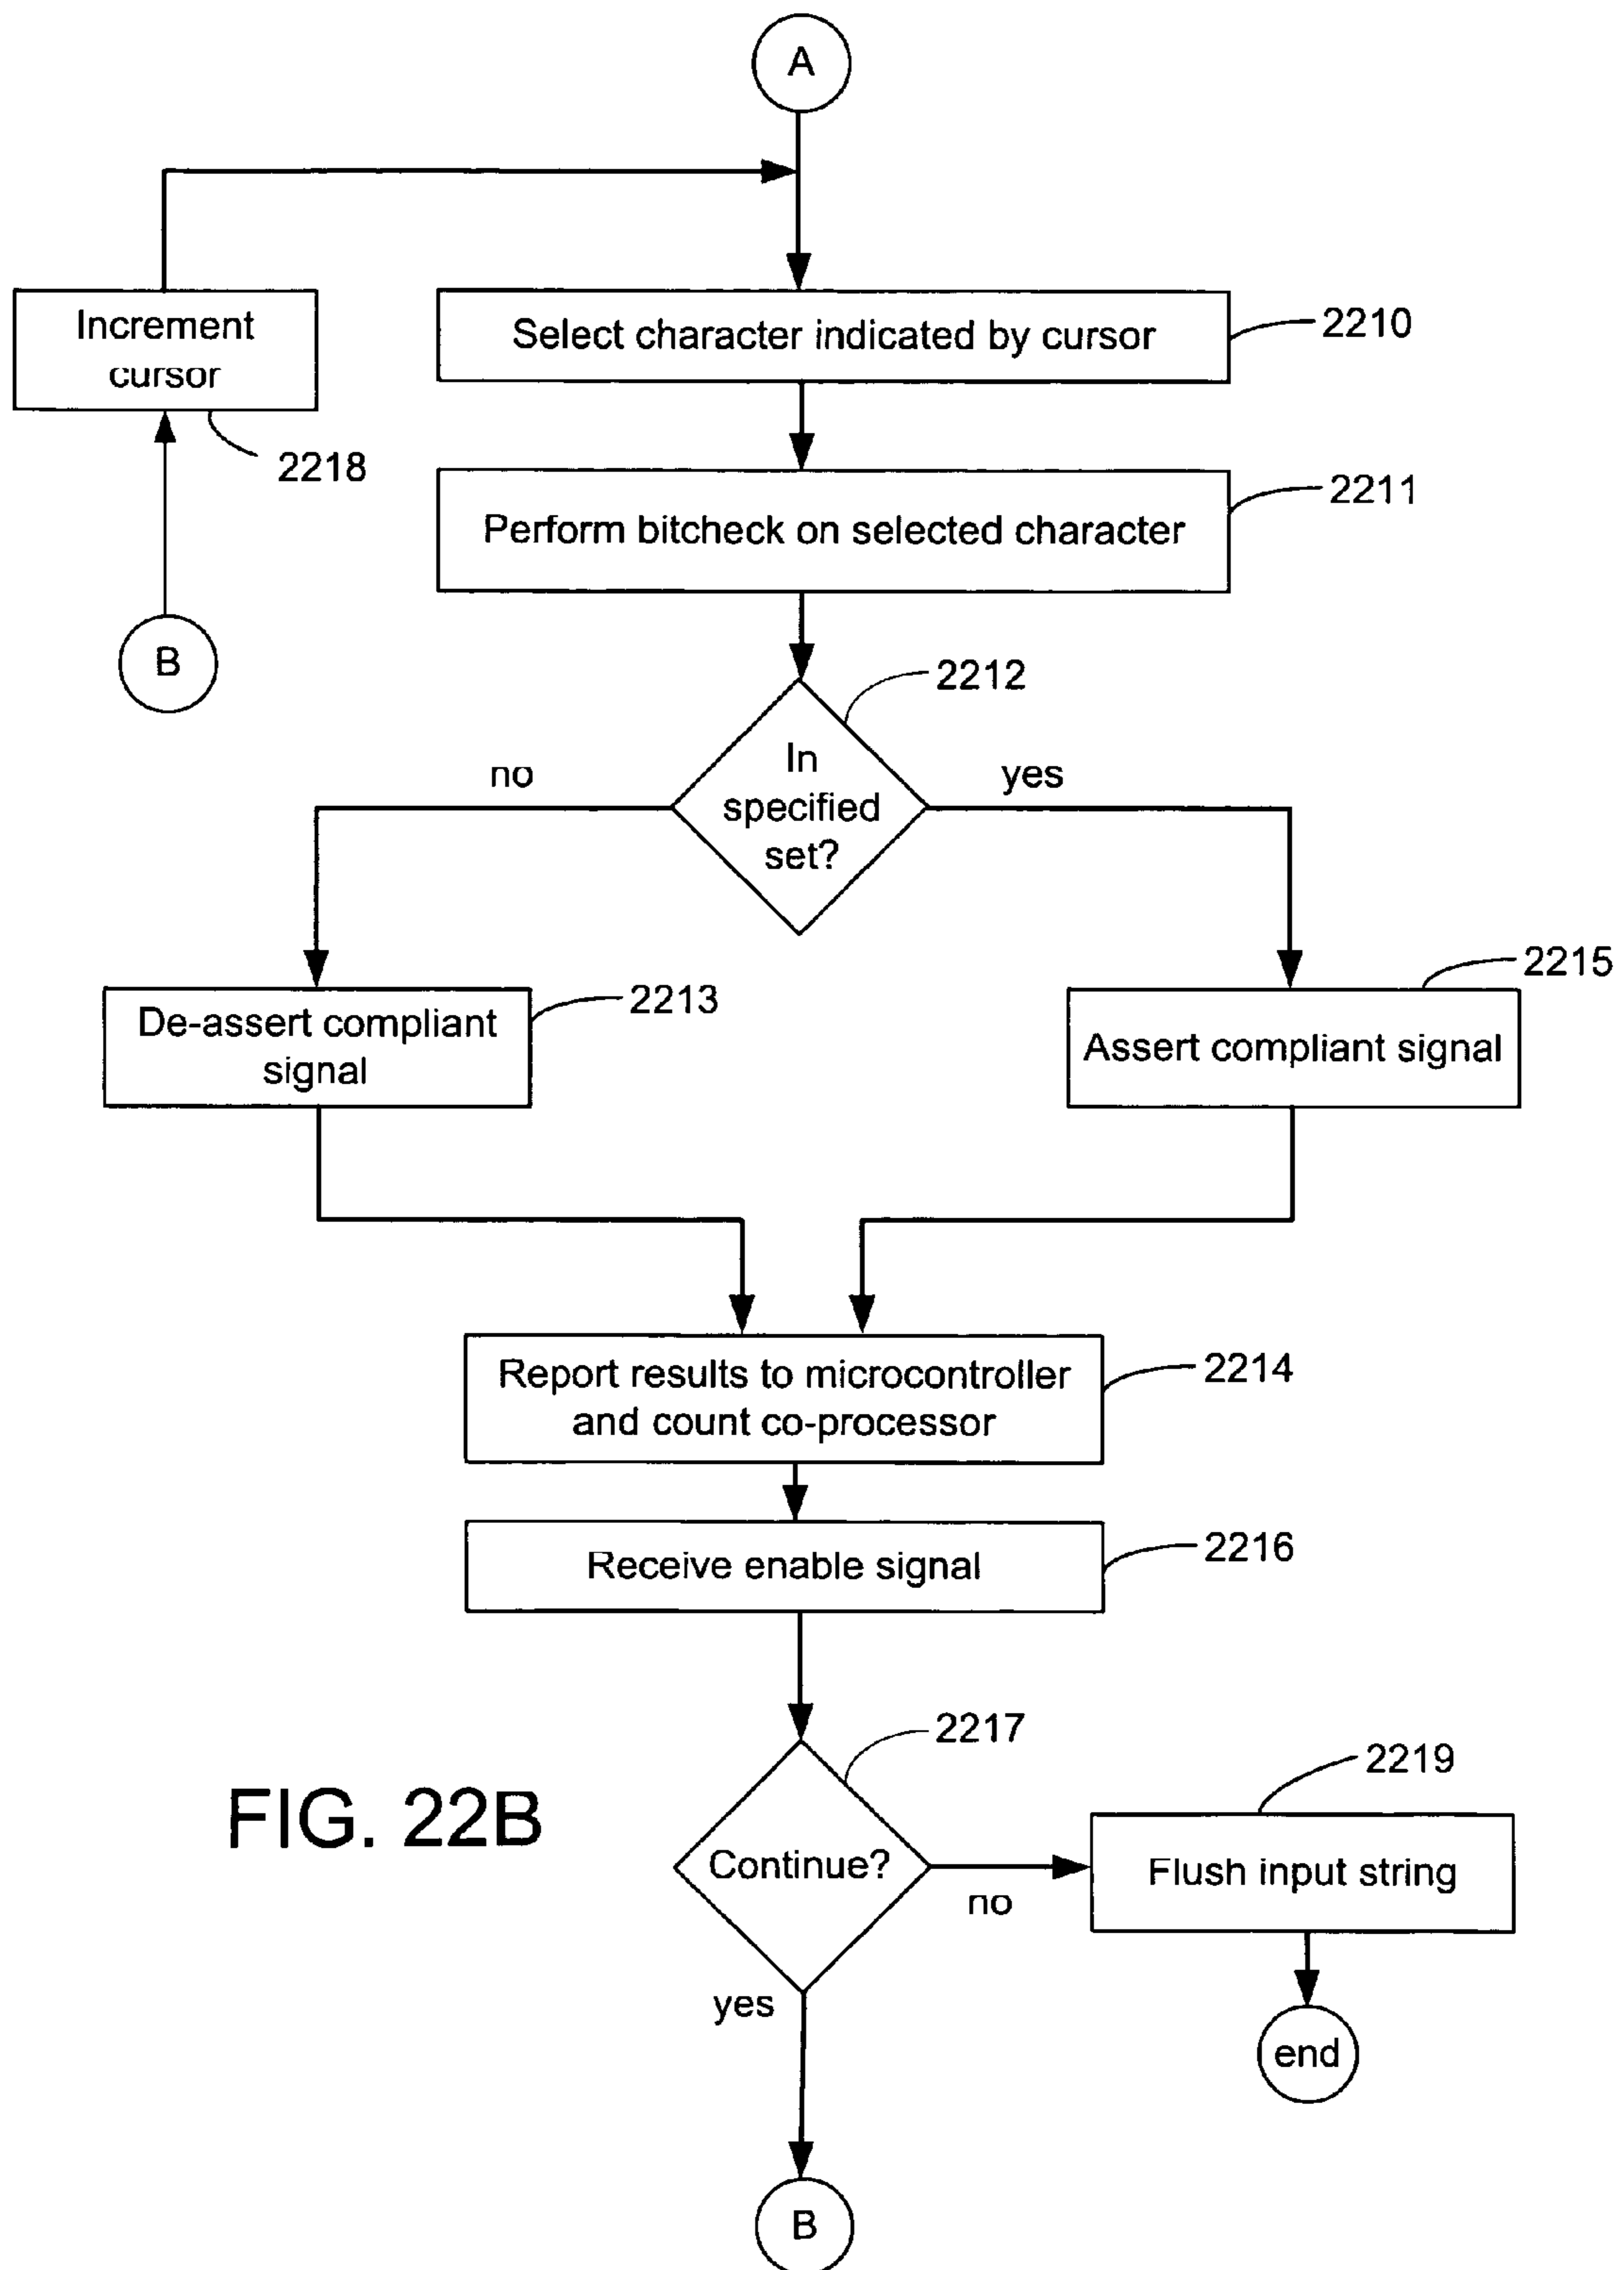 A
Increment
cursor
2218
B
Select character indicated by cursor
2210
Perform bitcheck on selected character
2211
2212
In
specified
set?
no
yes
De-assert compliant
signal
2213
Assert compliant signal
2215
Report results to microcontroller
and count co-processor
2214
Receive enable signal
2216
2217
Continue?
no
yes
2219
Flush input string
end
B
FIG. 22B